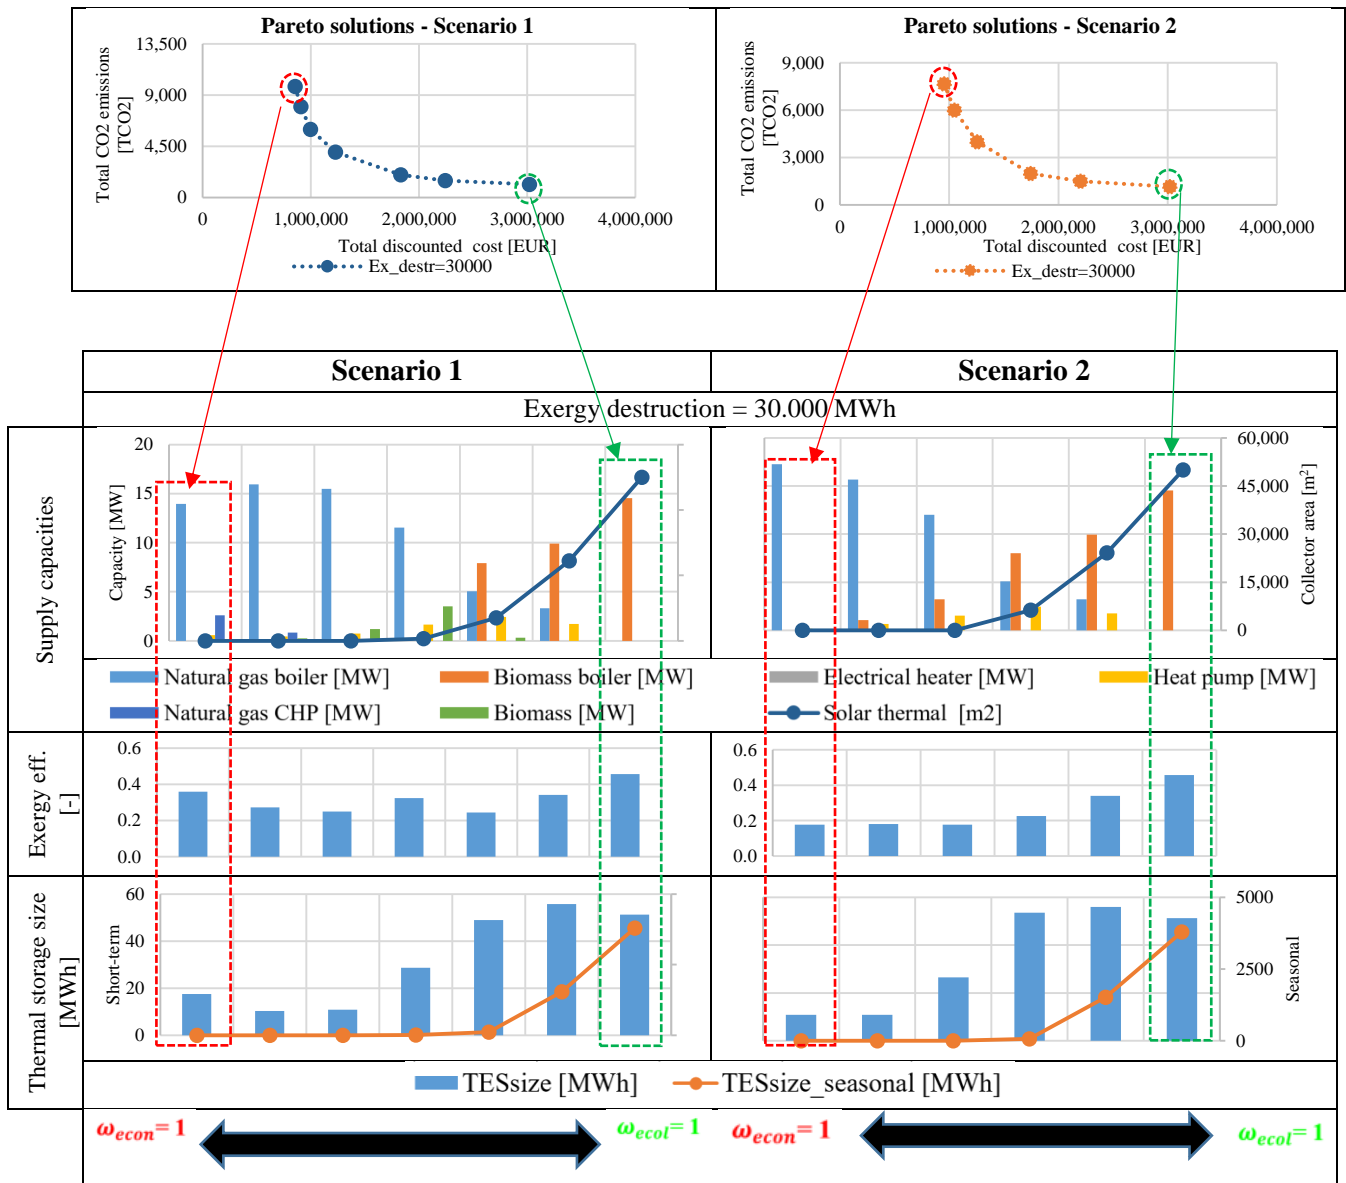 Pareto solutions - Scenario 1
Total CO2 emissions
[TCO2]
13,500
9,000
4,500
0
0
1,000,000
2,000,000
3,000,000
4,000,000
Total discounted cost [EUR]
Ex_destr=30000
Pareto solutions - Scenario 2
Total CO2 emissions
[TCO2]
9,000
6,000
3,000
0
0
1,000,000
2,000,000
3,000,000
4,000,000
Total discounted cost [EUR]
Ex_destr=30000
Scenario 1
Scenario 2
Exergy destruction = 30.000 MWh
Supply capacities
Capacity [MW]
20
15
10
5
0
60,000
45,000
30,000
15,000
0
Collector area [m²]
Natural gas boiler [MW]
Biomass boiler [MW]
Electrical heater [MW]
Heat pump [MW]
Natural gas CHP [MW]
Biomass [MW]
Solar thermal [m2]
Exergy eff.
[-]
0.6
0.4
0.2
0.0
0.6
0.4
0.2
0.0
Thermal storage size
[MWh]
Short-term
60
40
20
0
5000
2500
0
Seasonal
TESsize [MWh]
TESsize_seasonal [MWh]
ωecon= 1
ωecol= 1
ωecon= 1
ωecol= 1